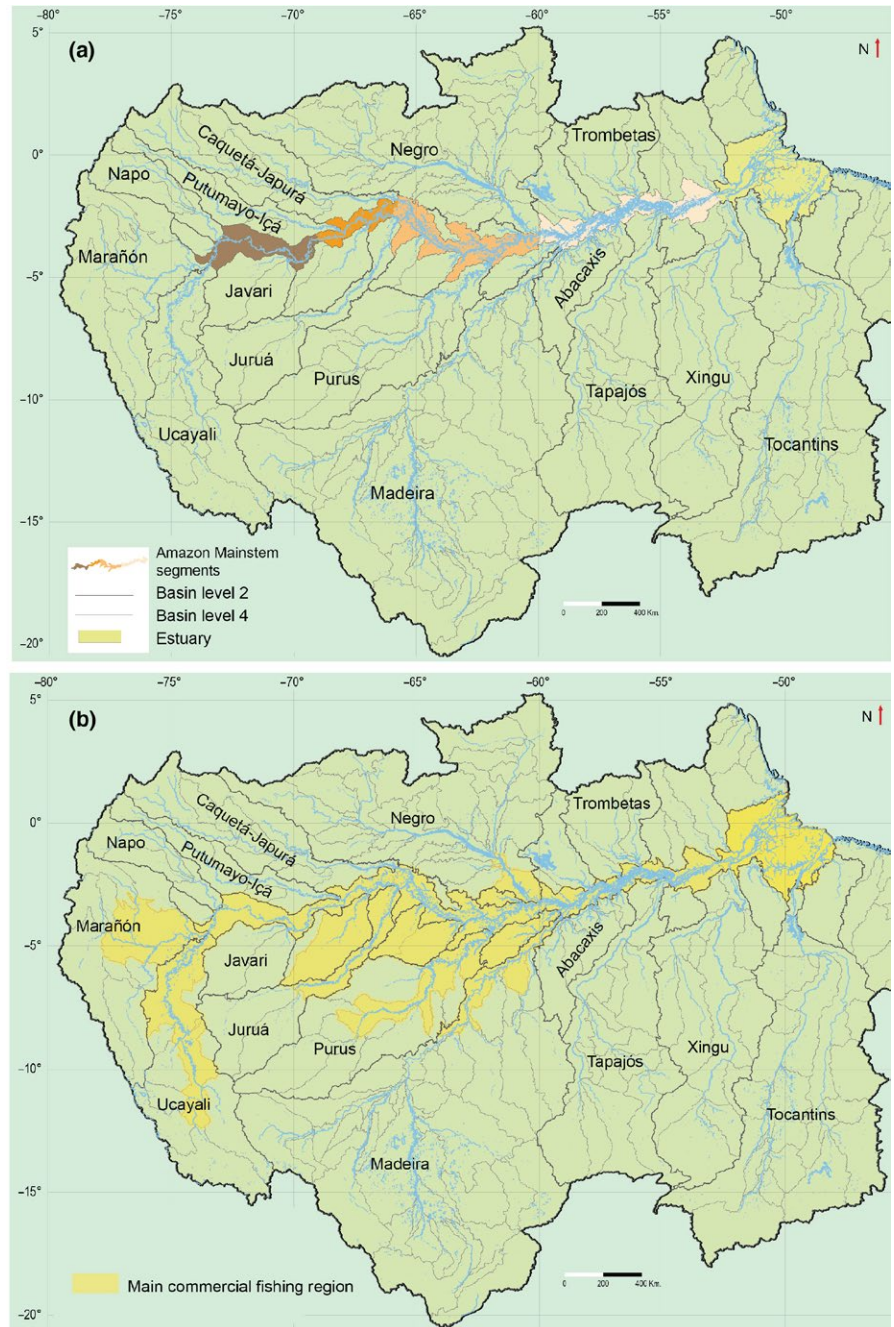 −80° −75° −70° −65° −60° −55° −50°
5°
(a)
N
Trombetas
Negro
Caquetá-Japurá
0°
Napo
Putumayo-Içá
Marañón
Abacaxis
−5°
Javari
Juruá
Xingu
Purus
Tapajós
−10°
Ucayali
Tocantins
Madeira
−15°
Amazon Mainstem
segments
Basin level 2
Basin level 4
Estuary
0 200 400 Km.
−20°
−80° −75° −70° −65° −60° −55° −50°
5°
(b)
N
Trombetas
Negro
Caquetá-Japurá
0°
Napo
Putumayo-Içá
Marañón
Abacaxis
−5°
Javari
Juruá
Xingu
Purus
Tapajós
−10°
Ucayali
Tocantins
Madeira
−15°
Main commercial fishing region
0 200 400 Km.
−20°